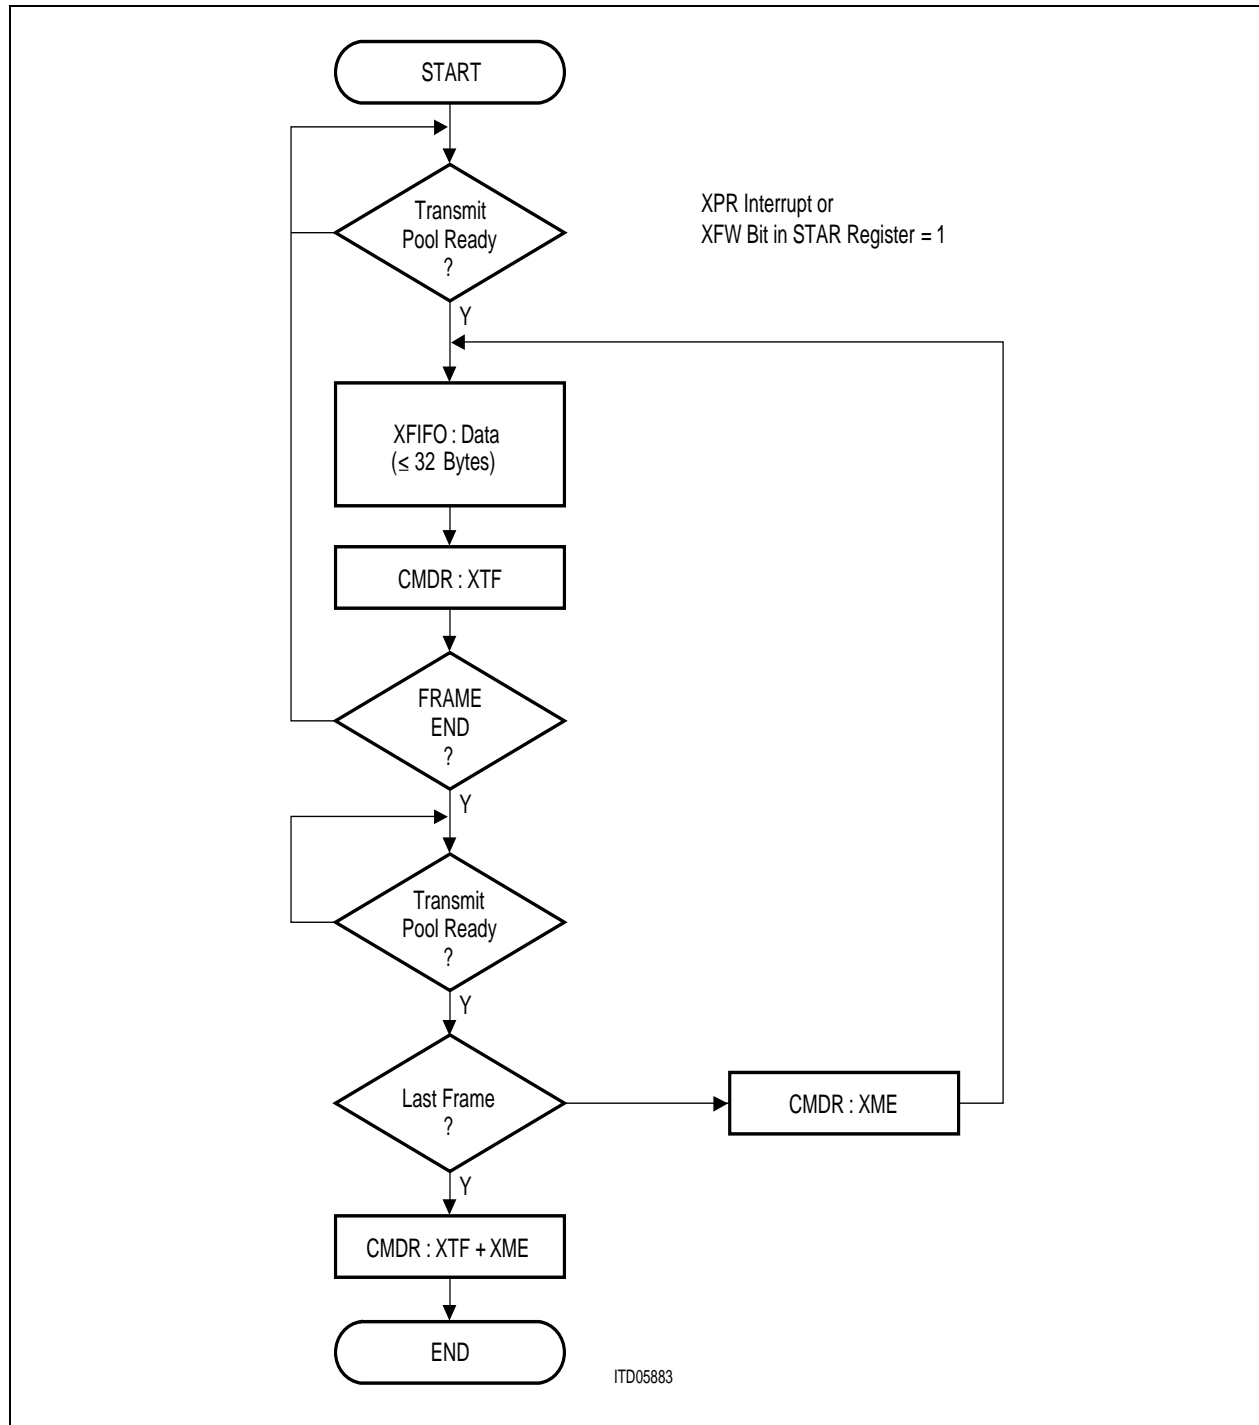 START
Transmit
Pool Ready
?
XPR Interrupt or
XFW Bit in STAR Register = 1
Y
XFIFO : Data
(≤ 32 Bytes)
CMDR : XTF
FRAME
END
?
Y
Transmit
Pool Ready
?
Y
Last Frame
?
CMDR : XME
Y
CMDR : XTF + XME
END
ITD05883